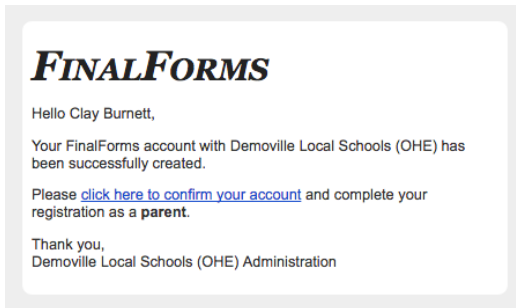 FINALFORMS
Hello Clay Burnett,
Your FinalForms account with Demoville Local Schools (OHE) has
been successfully created.
Please click here to confirm your account and complete your
registration as a parent.
Thank you,
Demoville Local Schools (OHE) Administration